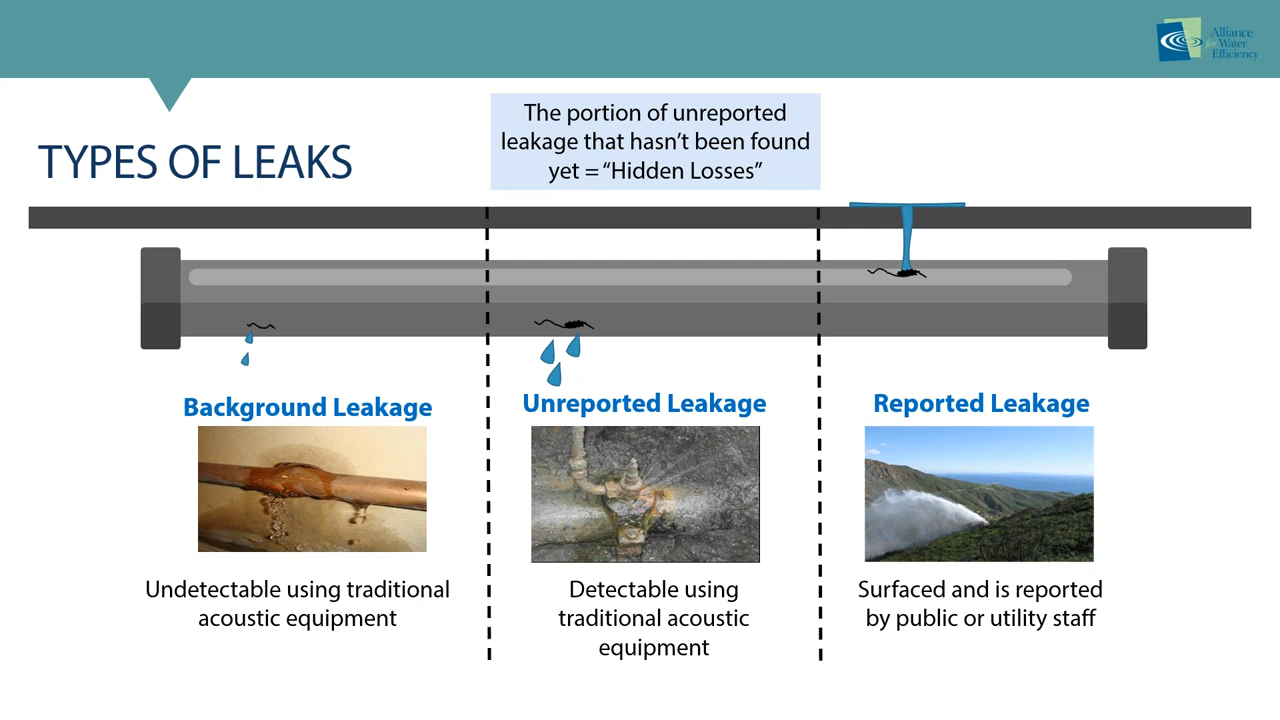 Alliance
for Water
Efficiency
The portion of unreported
leakage that hasn’t been found
yet = “Hidden Losses”
TYPES OF LEAKS
Background Leakage
Unreported Leakage
Reported Leakage
Undetectable using traditional
acoustic equipment
Detectable using
traditional acoustic
equipment
Surfaced and is reported
by public or utility staff